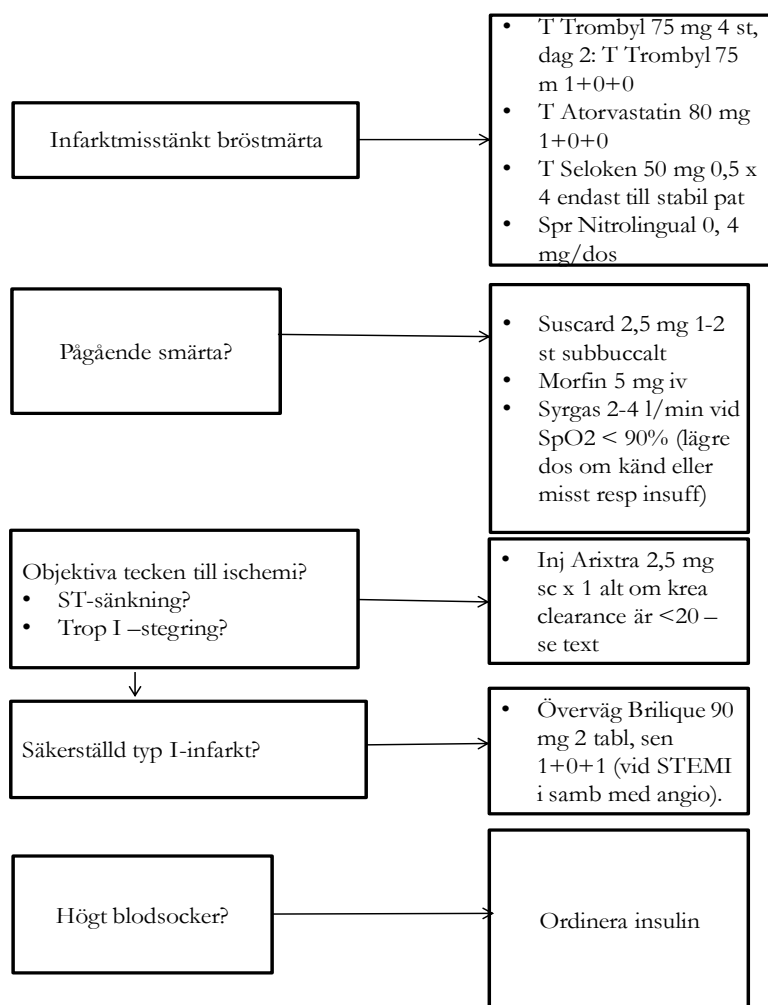 Infarktmisstänkt bröstmärta
• T Trombyl 75 mg 4 st,
dag 2: T Trombyl 75
m 1+0+0
• T Atorvastatin 80 mg
1+0+0
• T Seloken 50 mg 0,5 x
4 endast till stabil pat
• Spr Nitrolingual 0, 4
mg/dos
Pågående smärta?
• Suscard 2,5 mg 1-2
st subbuccalt
• Morfin 5 mg iv
• Syrgas 2-4 l/min vid
SpO2 < 90% (lägre
dos om känd eller
misst resp insuff)
Objektiva tecken till ischemi?
• ST-sänkning?
• Trop I –stegring?
• Inj Arixtra 2,5 mg
sc x 1 alt om krea
clearance är <20 –
se text
Säkerställd typ I-infarkt?
• Överväg Brilique 90
mg 2 tabl, sen
1+0+1 (vid STEMI
i samb med angio).
Högt blodsocker?
Ordinera insulin